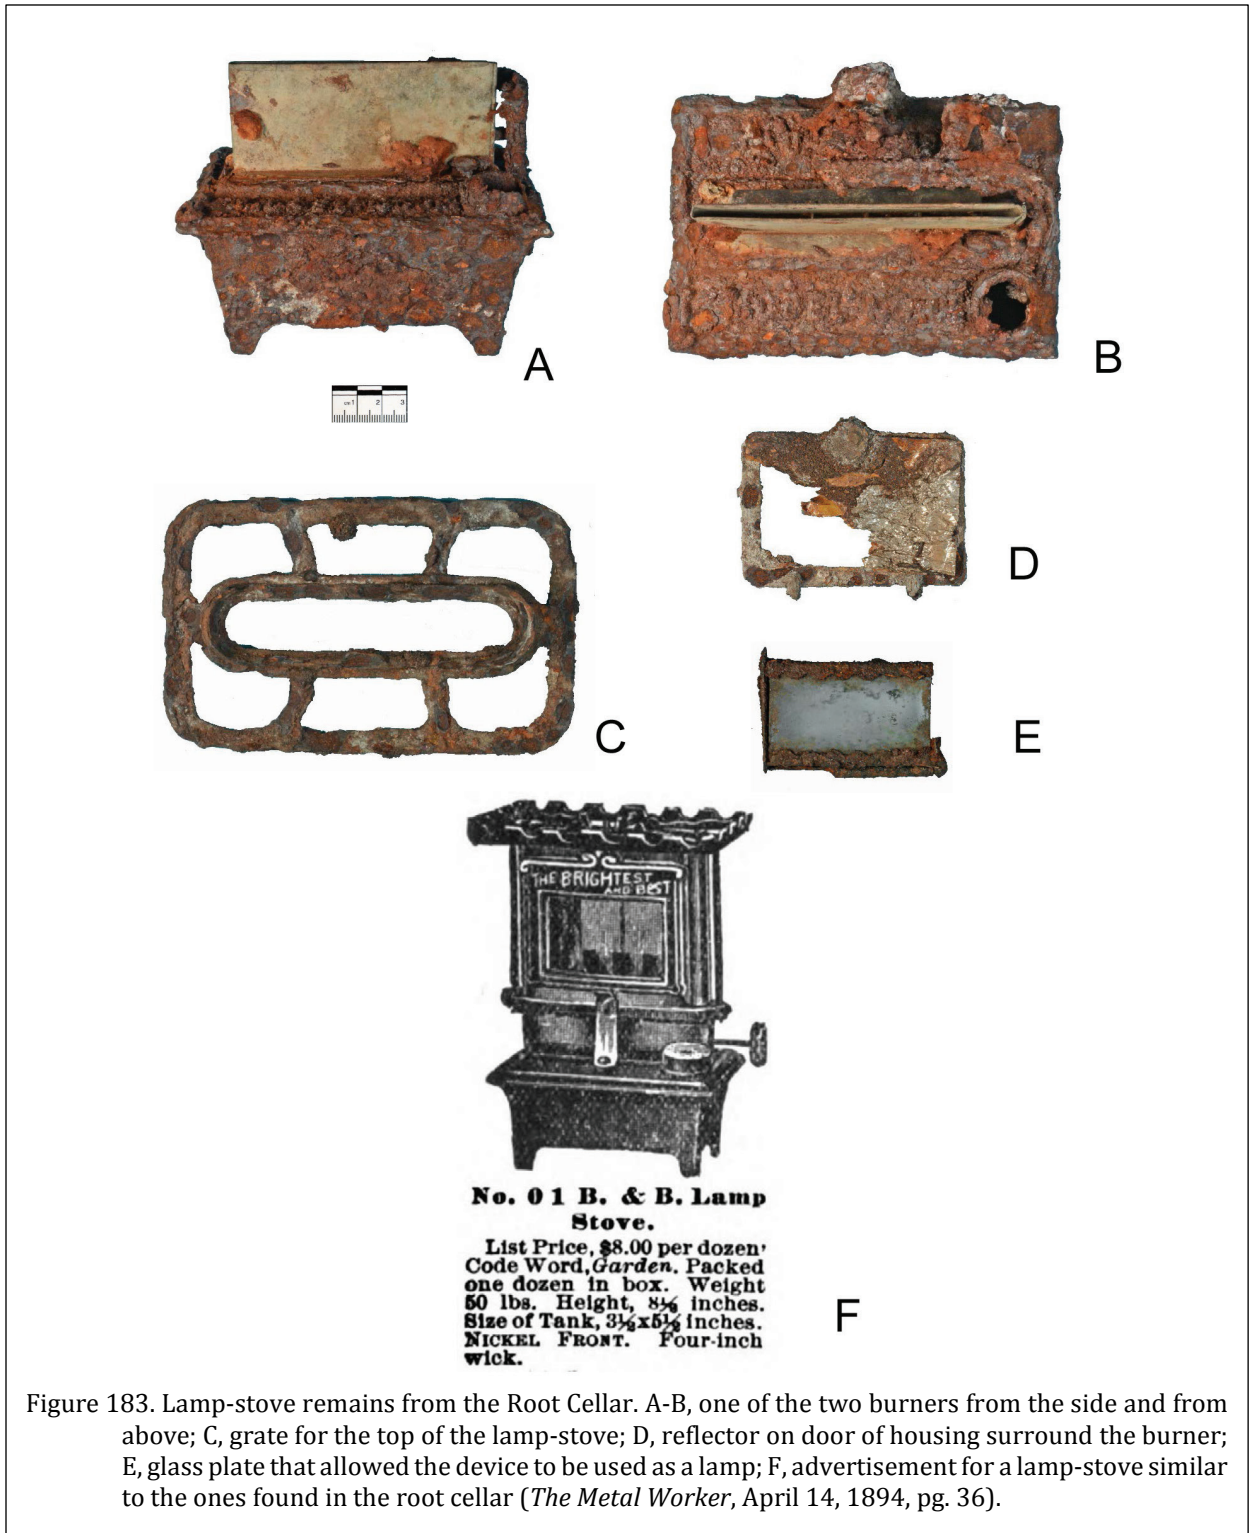 A
B
cm 1 2 3
D
C
E
THE BRIGHTEST
AND BEST
No. 01 B. & B. Lamp
Stove.
List Price, $8.00 per dozen'
Code Word, Garden. Packed
one dozen in box. Weight
50 lbs. Height, 8½ inches.
Size of Tank, 3½x5½ inches.
NICKEL FRONT. Four-inch
wick.
F
Figure 183. Lamp-stove remains from the Root Cellar. A-B, one of the two burners from the side and from
above; C, grate for the top of the lamp-stove; D, reflector on door of housing surround the burner;
E, glass plate that allowed the device to be used as a lamp; F, advertisement for a lamp-stove similar
to the ones found in the root cellar (The Metal Worker, April 14, 1894, pg. 36).